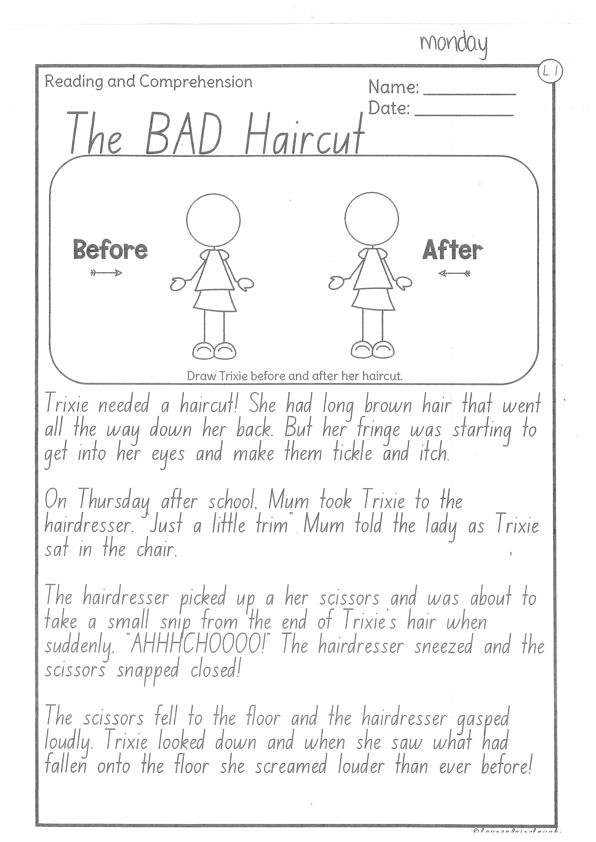 monday
L. 1
Reading and Comprehension
Name: ___________
Date: ____________
The BAD Haircut
Before
After
Draw Trixie before and after her haircut.
Trixie needed a haircut! She had long brown hair that went
all the way down her back. But her fringe was starting to
get into her eyes and make them tickle and itch.
On Thursday after school, Mum took Trixie to the
hairdresser. "Just a little trim" Mum told the lady as Trixie
sat in the chair.
The hairdresser picked up a her scissors and was about to
take a small snip from the end of Trixie's hair when
suddenly, "AHHHCHOOOO!" The hairdresser sneezed and the
scissors snapped closed!
The scissors fell to the floor and the hairdresser gasped
loudly. Trixie looked down and when she saw what had
fallen onto the floor she screamed louder than ever before!